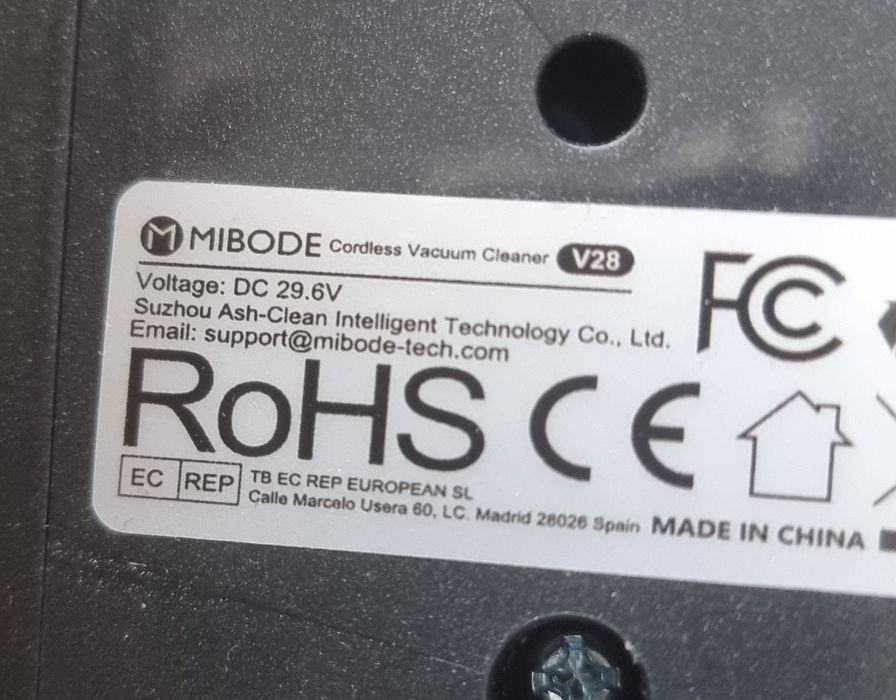 M MIBODE Cordless Vacuum Cleaner V28
Voltage: DC 29.6V
Suzhou Ash-Clean Intelligent Technology Co., Ltd.
Email: support@mibode-tech.com
FC
RoHS CE
EC REP TB EC REP EUROPEAN SL
Calle Marcelo Usera 60, LC. Madrid 28026 Spain MADE IN CHINA